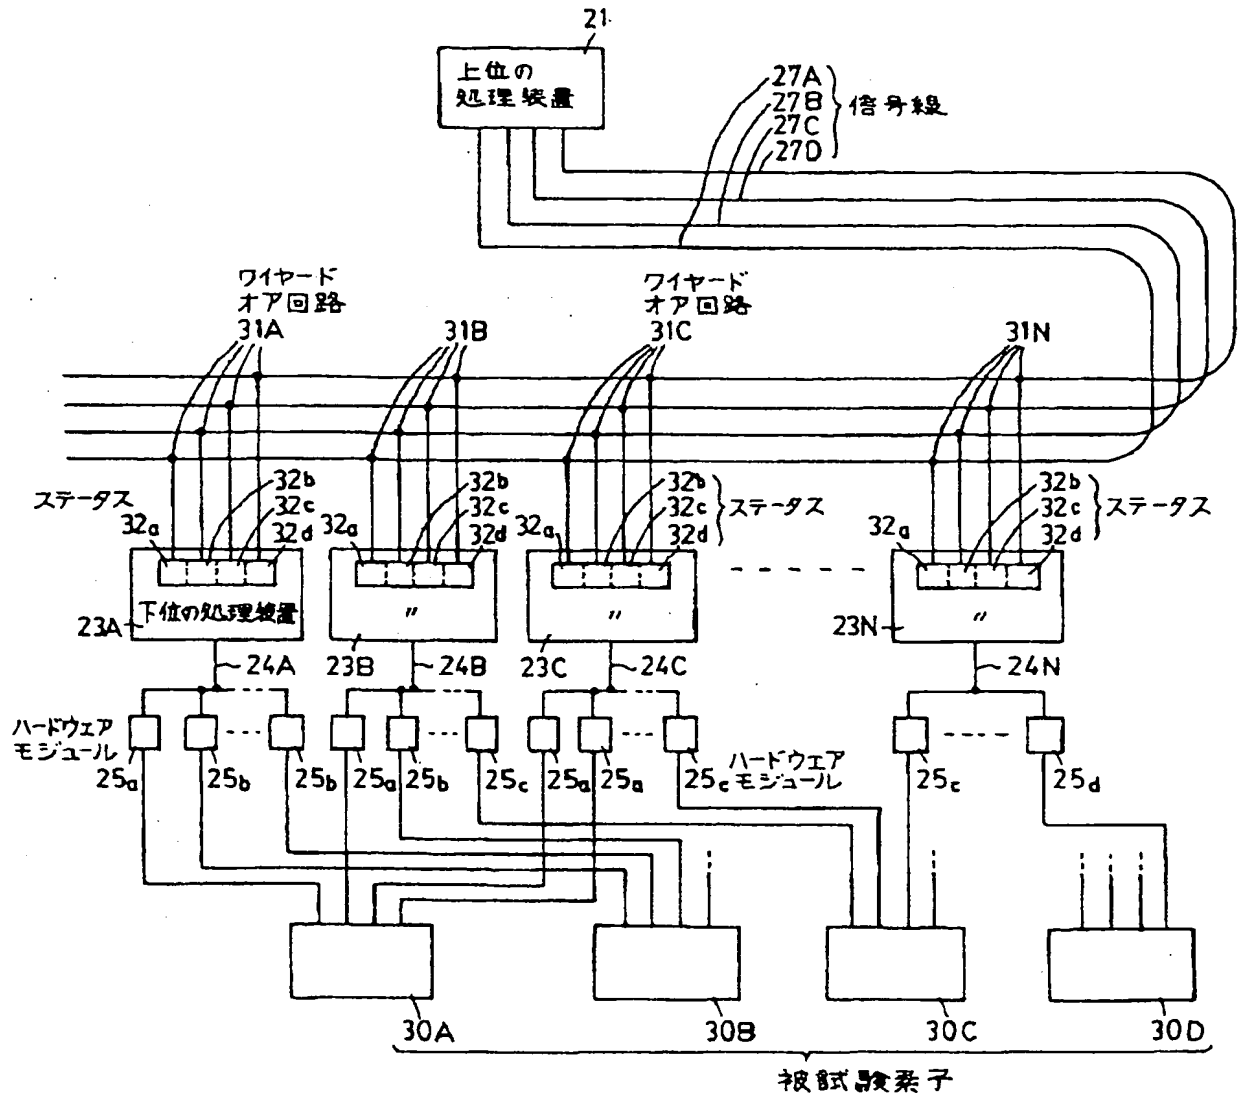 21
上位の
処理装置
27A
27B
27C
27D
信号線
ワイヤード
オア回路
31A
31B
ワイヤード
オア回路
31C
31N
ステータス
32a
32b
32c
32d
32a
32b
32c
32d
32a
32b
32c
32d
ステータス
32a
32b
32c
32d
ステータス
下位の処理装置
〃
〃
〃
23A
23B
23C
23N
24A
24B
24C
24N
ハードウェア
モジュール
25a
25b
25b
25a
25b
25c
25a
25a
25c
ハードウェア
モジュール
25c
25d
30A
30B
30C
30D
被試験素子